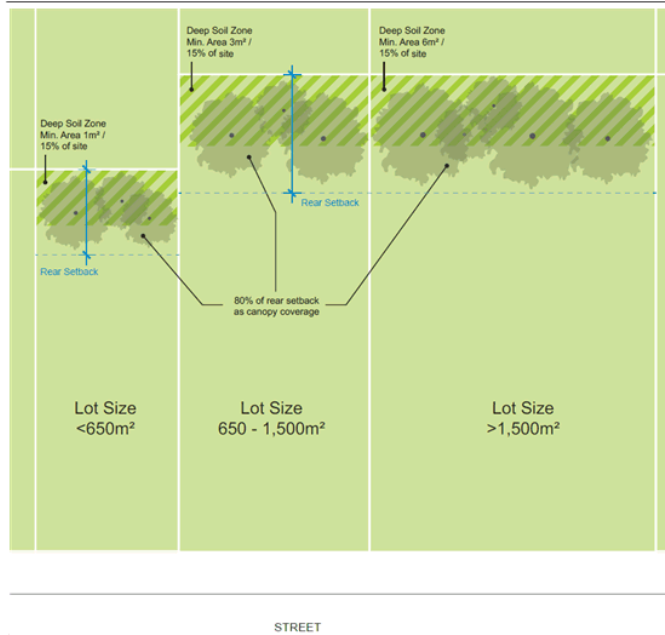 Deep Soil Zone
Min. Area 3m² /
15% of site
Deep Soil Zone
Min. Area 6m² /
15% of site
Deep Soil Zone
Min. Area 1m² /
15% of site
Rear Setback
Rear Setback
80% of rear setback
as canopy coverage
Lot Size
<650m²
Lot Size
650 - 1,500m²
Lot Size
>1,500m²
STREET